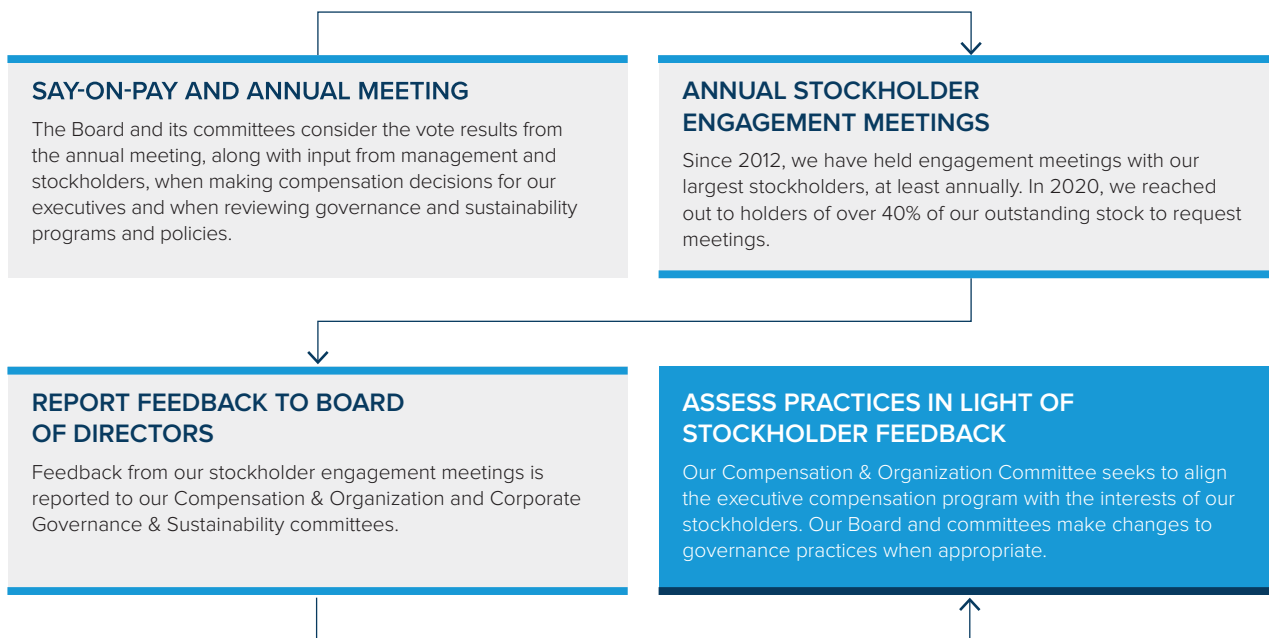 SAY-ON-PAY AND ANNUAL MEETING
The Board and its committees consider the vote results from
the annual meeting, along with input from management and
stockholders, when making compensation decisions for our
executives and when reviewing governance and sustainability
programs and policies.
ANNUAL STOCKHOLDER
ENGAGEMENT MEETINGS
Since 2012, we have held engagement meetings with our
largest stockholders, at least annually. In 2020, we reached
out to holders of over 40% of our outstanding stock to request
meetings.
REPORT FEEDBACK TO BOARD
OF DIRECTORS
Feedback from our stockholder engagement meetings is
reported to our Compensation & Organization and Corporate
Governance & Sustainability committees.
ASSESS PRACTICES IN LIGHT OF
STOCKHOLDER FEEDBACK
Our Compensation & Organization Committee seeks to align
the executive compensation program with the interests of our
stockholders. Our Board and committees make changes to
governance practices when appropriate.